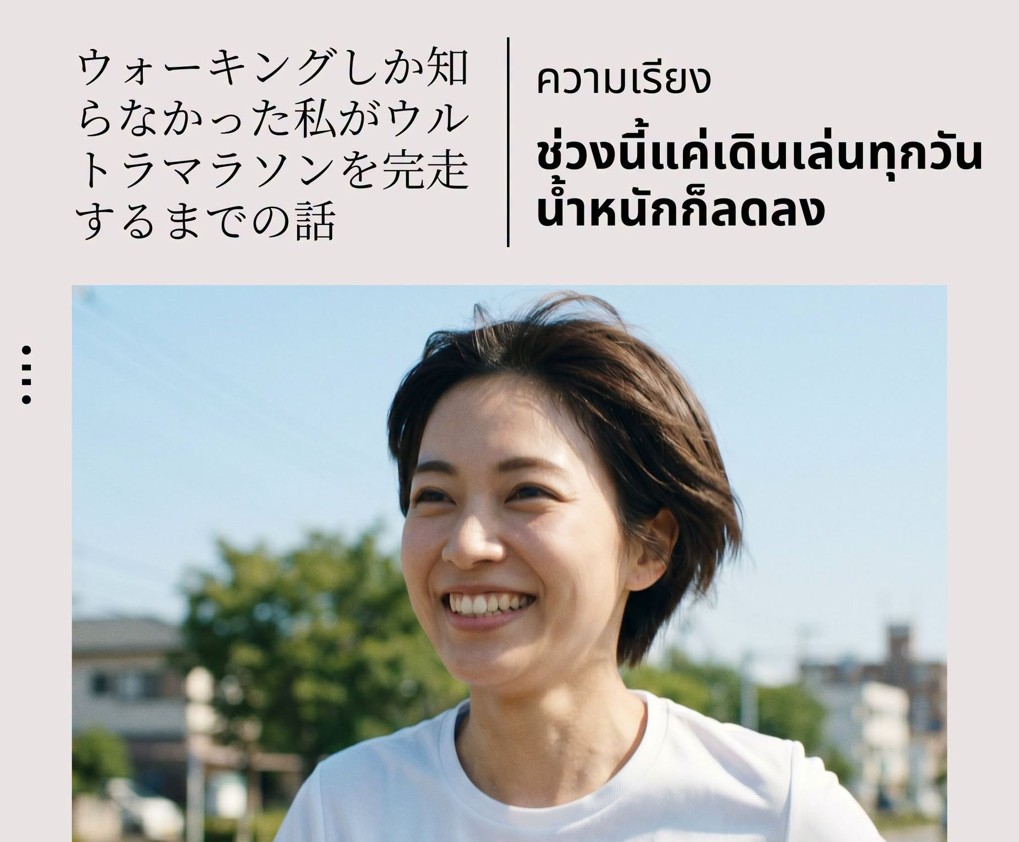 ウォーキングしか知
らなかった私がウル
トラマラソンを完走
するまでの話
ความเรียง
ช่วงนี้แค่เดินเล่นทุกวัน
น้ำหนักก็ลดลง